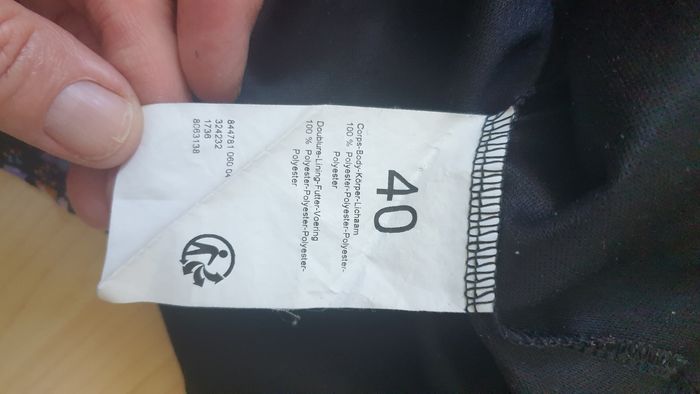 40
Corps-Body-Körper-Lichaam
100 % Polyester-Polyester-Polyester-
Polyester
Doublure-Lining-Futter-Voering
100 % Polyester-Polyester-Polyester-
Polyester
844781 060 04
324232
1736
8063138